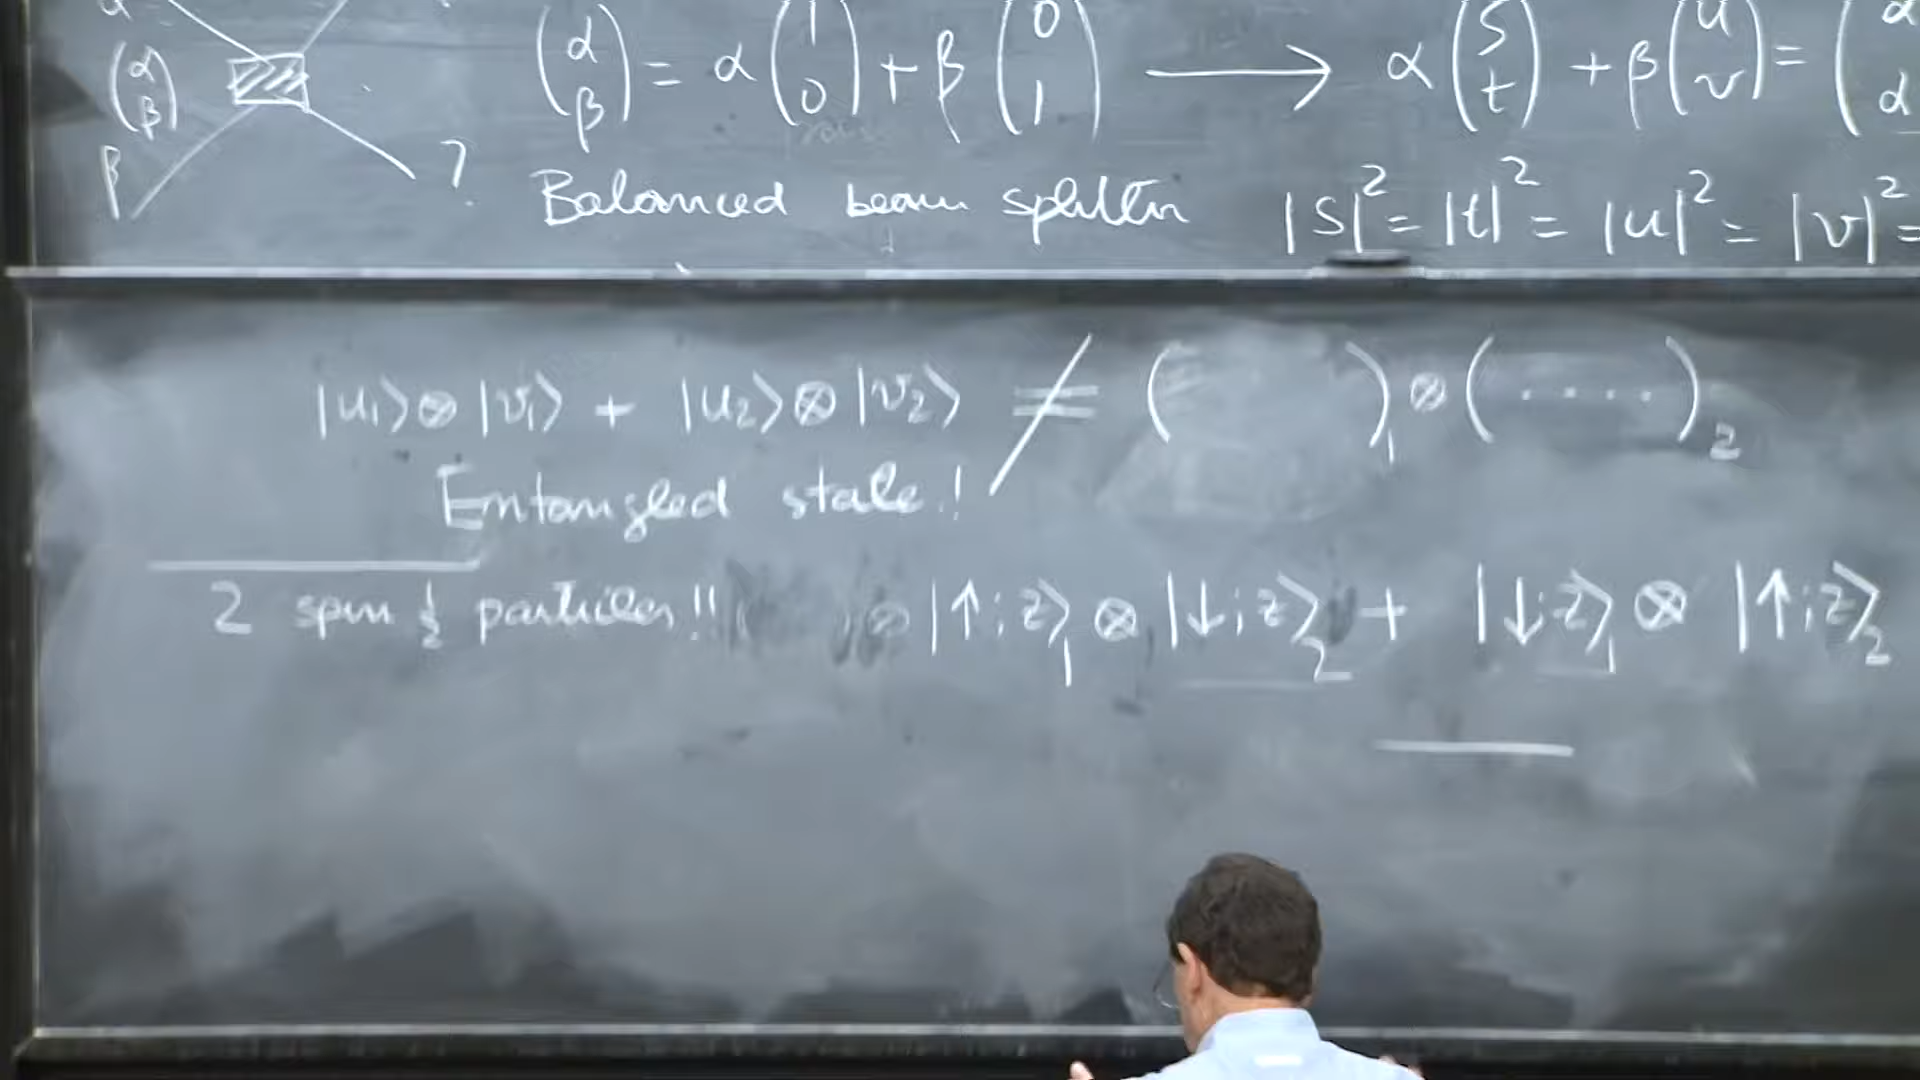 α
(α β) β ?
(α β) = α (1 0) + β (0 1) ⟶ α (s t) + β (u v) = (α α
Balanced beam splitter |s|² = |t|² = |u|² = |v|² =
|u₁⟩⊗|v₁⟩ + |u₂⟩⊗|v₂⟩ ≠ ( )₁ ⊗ (.....)₂
Entangled state!
2 spin ½ particles!! ⊗ |↑;z⟩₁ ⊗ |↓;z⟩₂ + |↓;z⟩₁ ⊗ |↑;z⟩₂